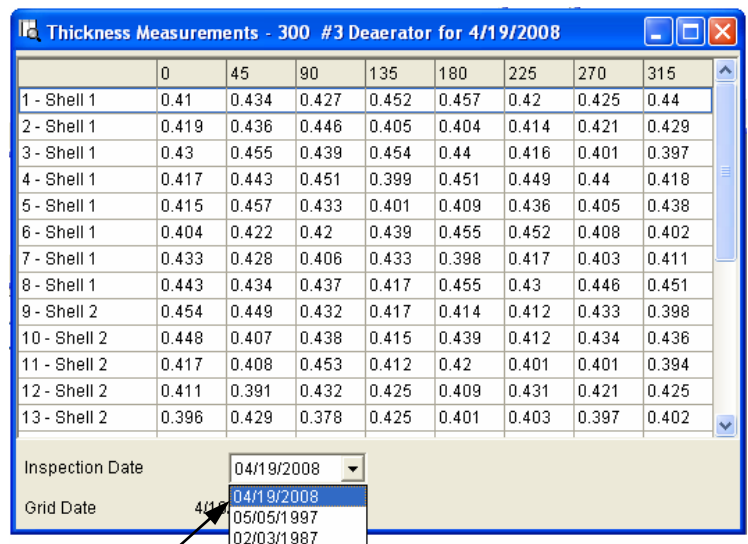 Thickness Measurements - 300 #3 Deaerator for 4/19/2008
0 45 90 135 180 225 270 315
1 - Shell 1 0.41 0.434 0.427 0.452 0.457 0.42 0.425 0.44
2 - Shell 1 0.419 0.436 0.446 0.405 0.404 0.414 0.421 0.429
3 - Shell 1 0.43 0.455 0.439 0.454 0.44 0.416 0.401 0.397
4 - Shell 1 0.417 0.443 0.451 0.399 0.451 0.449 0.44 0.418
5 - Shell 1 0.415 0.457 0.433 0.401 0.409 0.436 0.405 0.438
6 - Shell 1 0.404 0.422 0.42 0.439 0.455 0.452 0.408 0.402
7 - Shell 1 0.433 0.428 0.406 0.433 0.398 0.417 0.403 0.411
8 - Shell 1 0.443 0.434 0.437 0.417 0.455 0.43 0.446 0.451
9 - Shell 2 0.454 0.449 0.432 0.417 0.414 0.412 0.433 0.398
10 - Shell 2 0.448 0.407 0.438 0.415 0.439 0.412 0.434 0.436
11 - Shell 2 0.417 0.408 0.453 0.412 0.42 0.401 0.401 0.394
12 - Shell 2 0.411 0.391 0.432 0.425 0.409 0.431 0.421 0.425
13 - Shell 2 0.396 0.429 0.378 0.425 0.401 0.403 0.397 0.402
Inspection Date 04/19/2008
04/19/2008
Grid Date
05/05/1997
02/03/1987